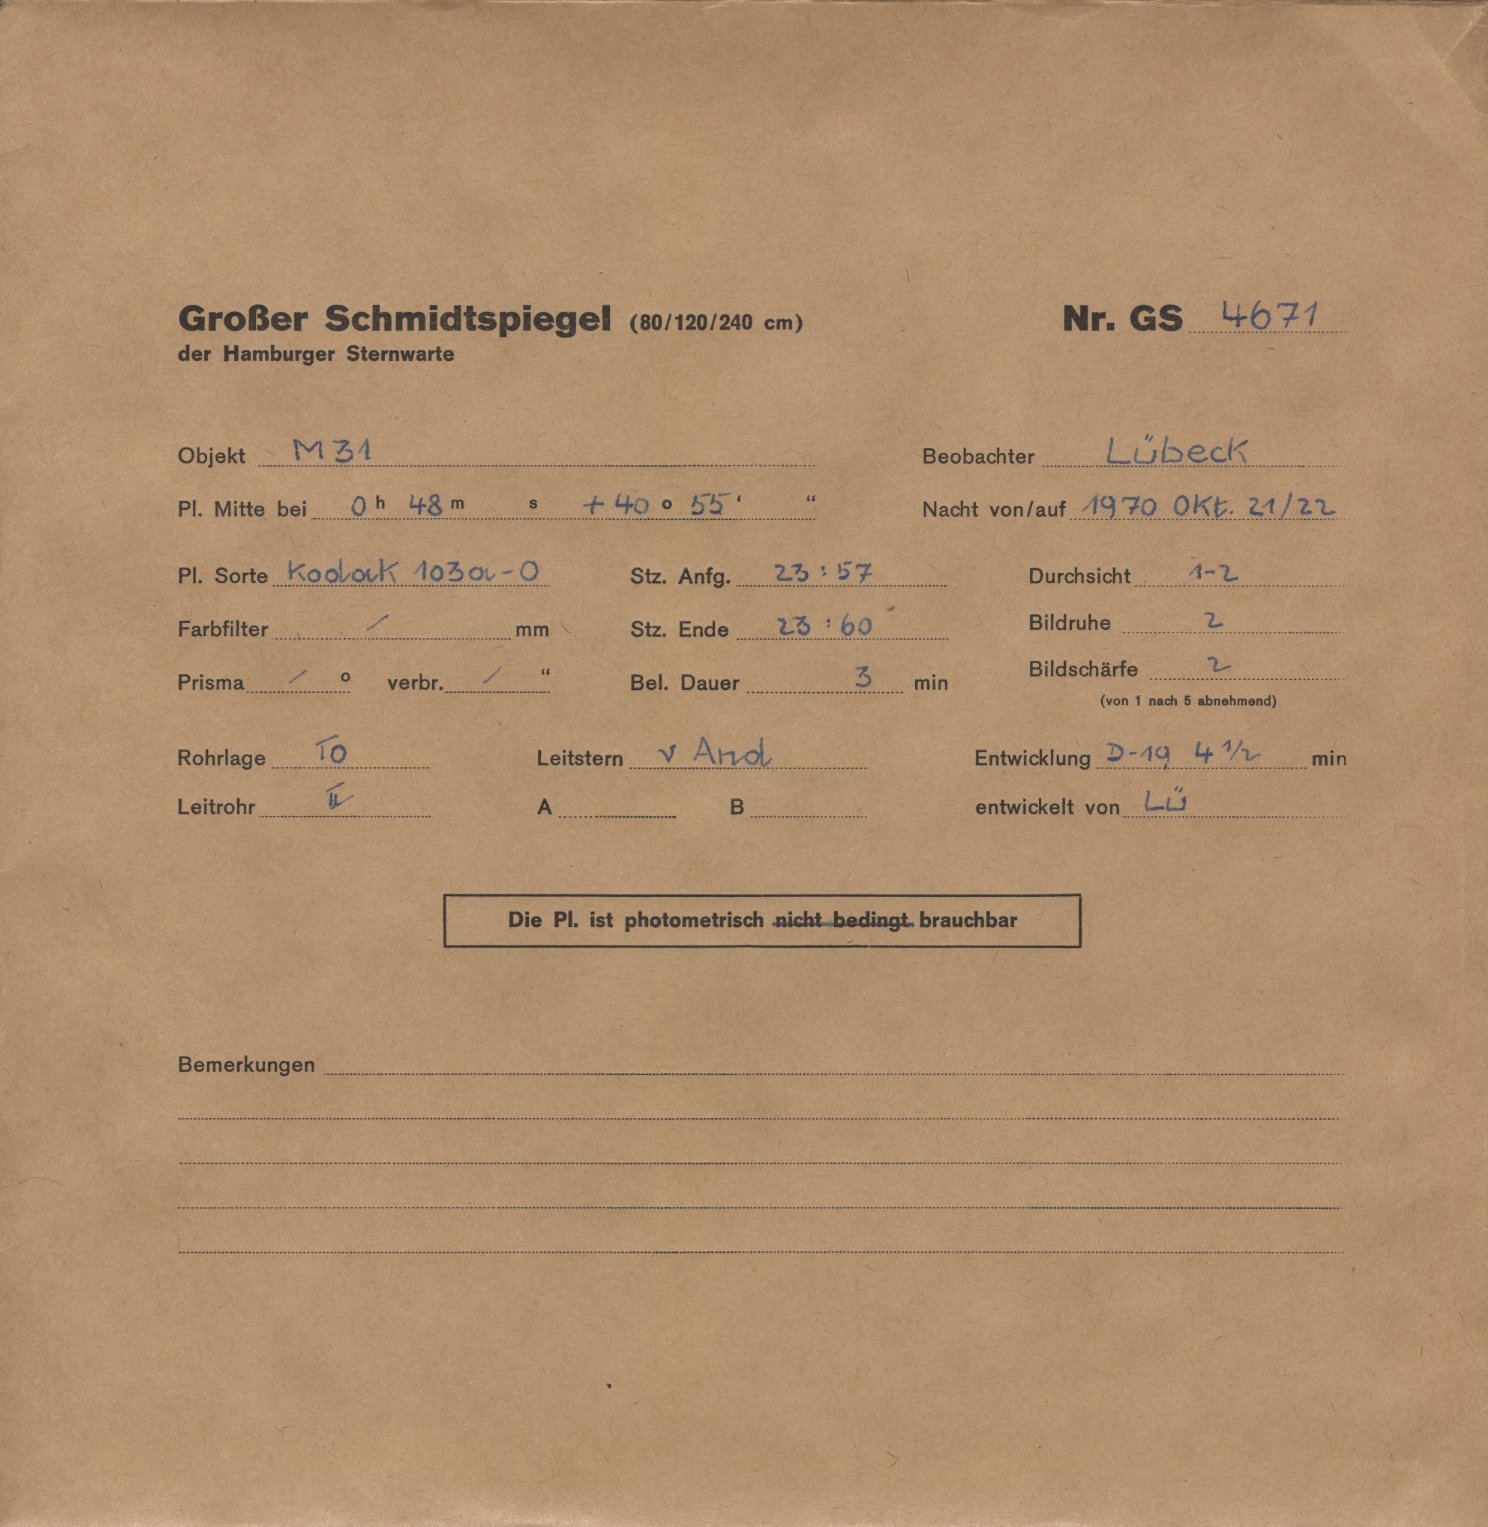 Großer Schmidtspiegel (80/120/240 cm) Nr. GS 4671
der Hamburger Sternwarte
Objekt M31 Beobachter Lübeck
Pl. Mitte bei 0 h 48 m s +40 o 55 ' “ Nacht von/auf 1970 Okt. 21/22
Pl. Sorte Kodak 103a-O Stz. Anfg. 23:57 Durchsicht 1-2
Farbfilter / mm Stz. Ende 23:60 Bildruhe 2
Prisma / o verbr. / “ Bel. Dauer 3 min Bildschärfe 2
(von 1 nach 5 abnehmend)
Rohrlage TO Leitstern ν And Entwicklung D-19 4 1/2 min
Leitrohr II A B entwickelt von LÜ
Die Pl. ist photometrisch nicht bedingt brauchbar
Bemerkungen